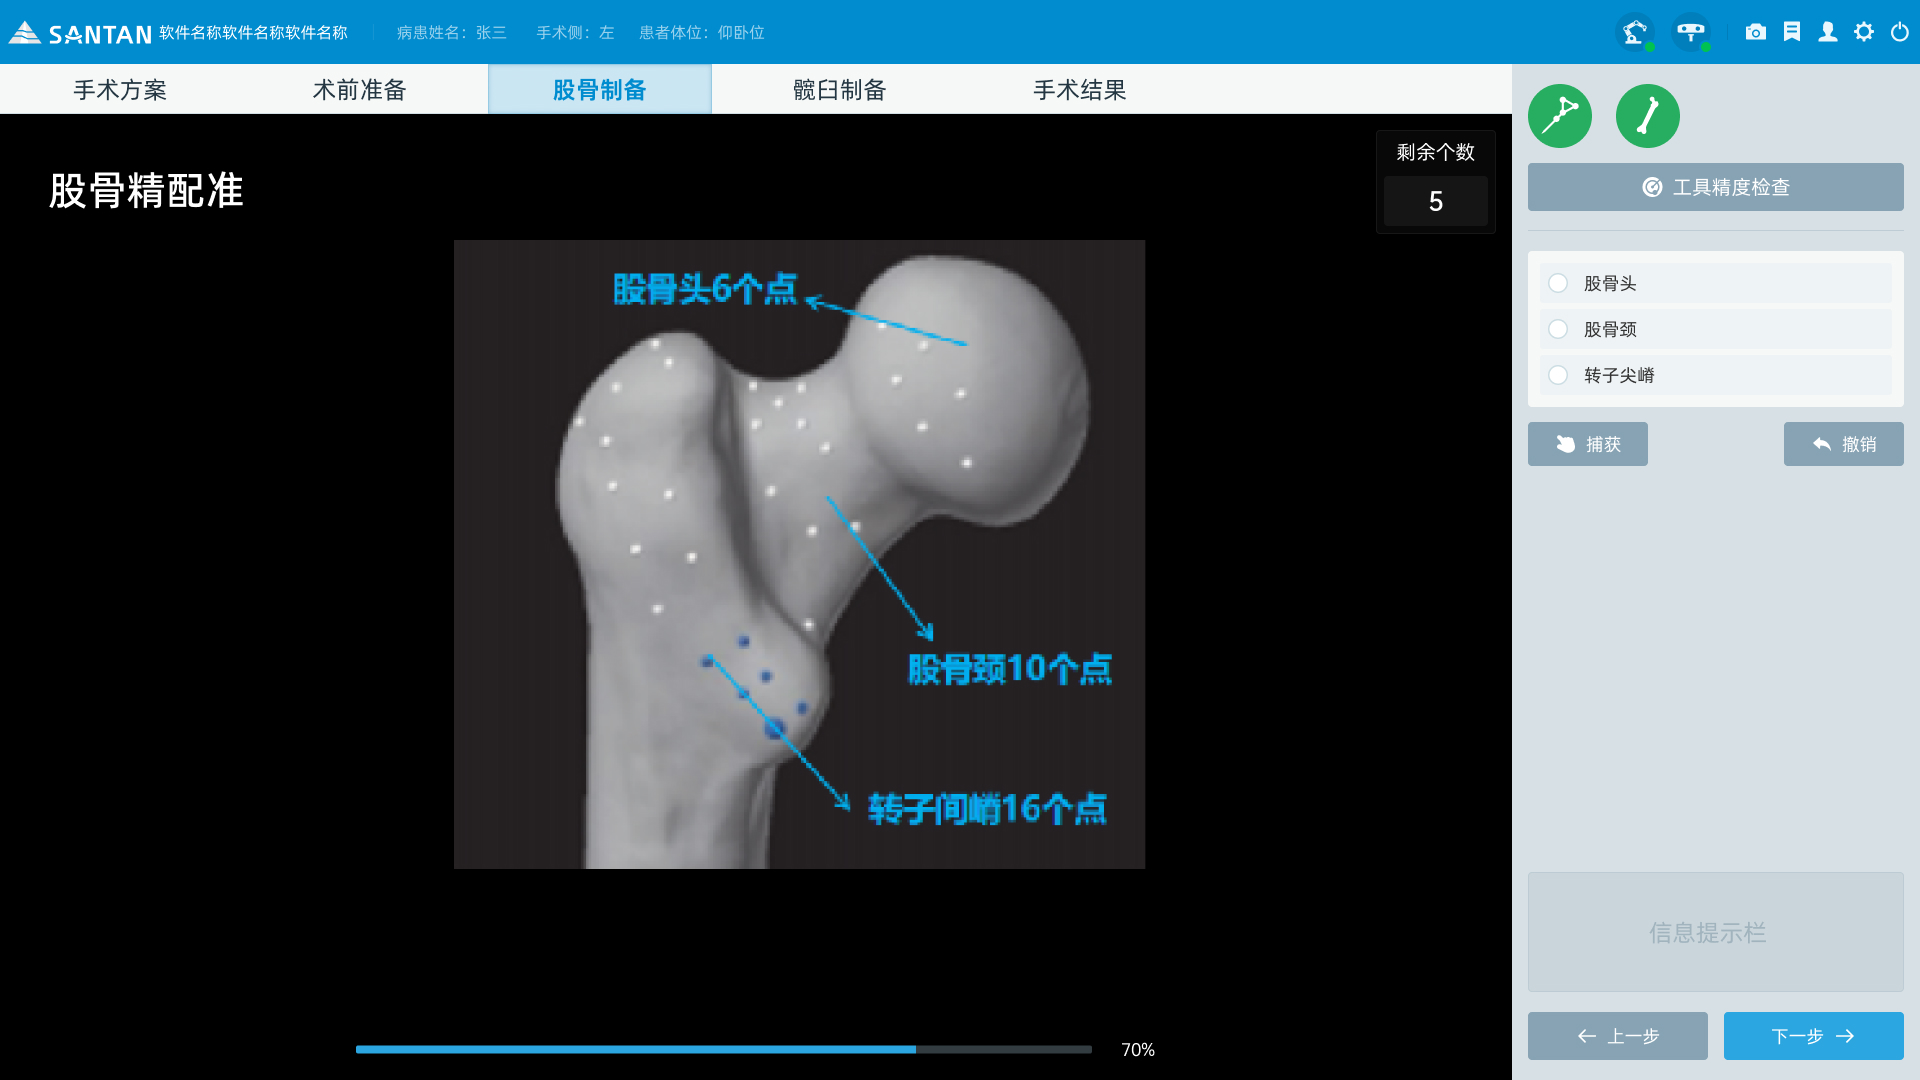 SANTAN 软件名称软件名称软件名称 病患姓名：张三 手术侧：左 患者体位：仰卧位
手术方案 术前准备 股骨制备 髋臼制备 手术结果
股骨精配准
剩余个数
5
股骨头6个点
股骨颈10个点
转子间嵴16个点
70%
工具精度检查
股骨头
股骨颈
转子尖嵴
捕获 撤销
信息提示栏
上一步 下一步